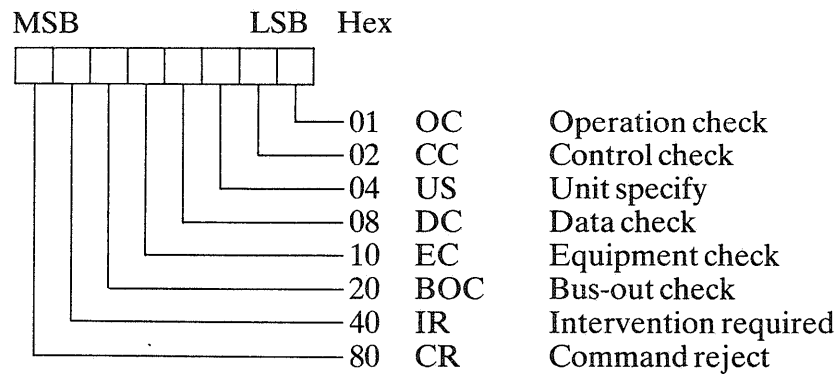 MSB LSB Hex
01 OC Operation check
02 CC Control check
04 US Unit specify
08 DC Data check
10 EC Equipment check
20 BOC Bus-out check
40 IR Intervention required
80 CR Command reject